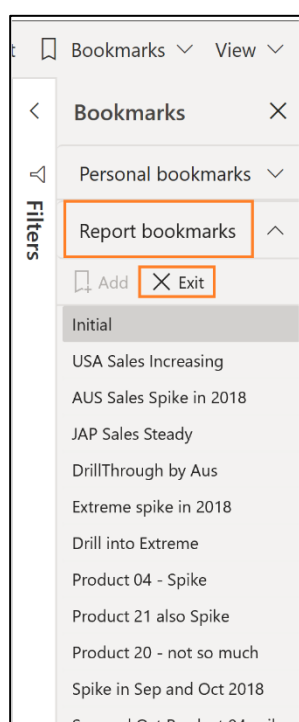 Bookmarks View
Bookmarks
Personal bookmarks
Filters
Report bookmarks
Add Exit
Initial
USA Sales Increasing
AUS Sales Spike in 2018
JAP Sales Steady
DrillThrough by Aus
Extreme spike in 2018
Drill into Extreme
Product 04 - Spike
Product 21 also Spike
Product 20 - not so much
Spike in Sep and Oct 2018